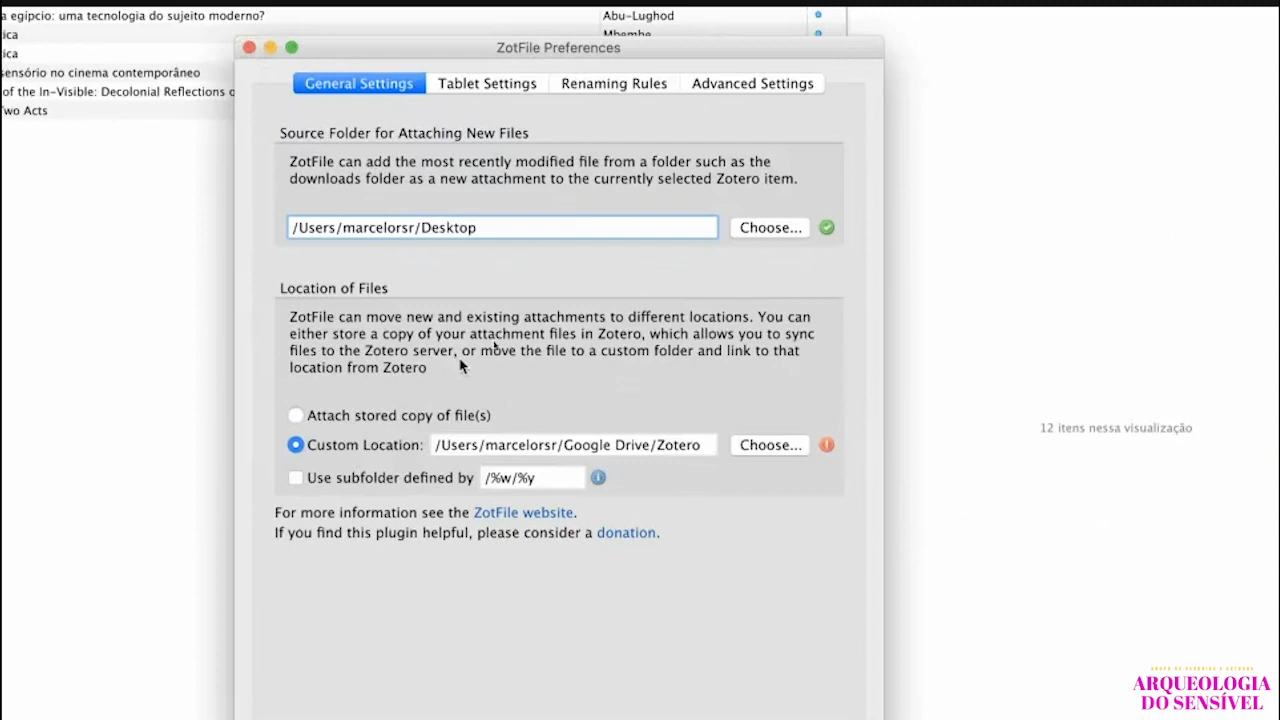 a egípcio: uma tecnologia do sujeito moderno?
Abu-Lughod
ica
Mbembe
ica
sensório no cinema contemporâneo
of the In-Visible: Decolonial Reflections o
Two Acts
ZotFile Preferences
General Settings
Tablet Settings
Renaming Rules
Advanced Settings
Source Folder for Attaching New Files
ZotFile can add the most recently modified file from a folder such as the
downloads folder as a new attachment to the currently selected Zotero item.
/Users/marcelorsr/Desktop
Choose...
Location of Files
ZotFile can move new and existing attachments to different locations. You can
either store a copy of your attachment files in Zotero, which allows you to sync
files to the Zotero server, or move the file to a custom folder and link to that
location from Zotero
Attach stored copy of file(s)
Custom Location:
/Users/marcelorsr/Google Drive/Zotero
Choose...
Use subfolder defined by
/%w/%y
For more information see the ZotFile website.
If you find this plugin helpful, please consider a donation.
12 itens nessa visualização
GRUPO DE PESQUISA E ESTUDOS
ARQUEOLOGIA
DO SENSÍVEL